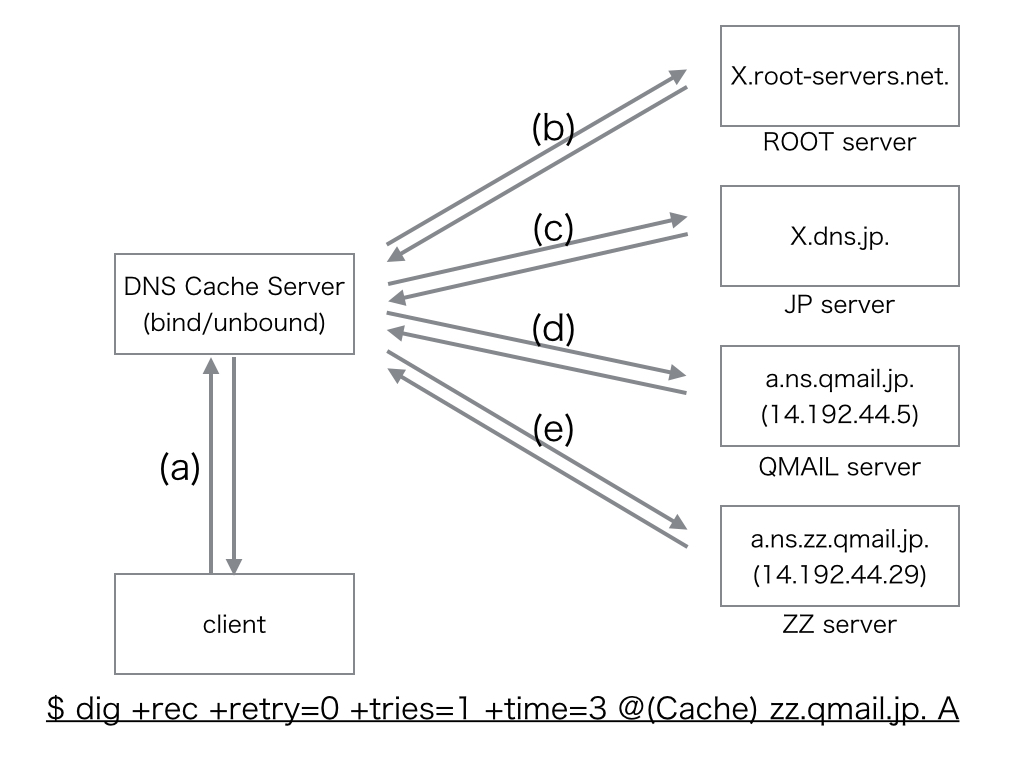 X.root-servers.net.
ROOT server
(b)
X.dns.jp.
JP server
(c)
DNS Cache Server
(bind/unbound)
(d)
a.ns.qmail.jp.
(14.192.44.5)
QMAIL server
(e)
(a)
a.ns.zz.qmail.jp.
(14.192.44.29)
ZZ server
client
$ dig +rec +retry=0 +tries=1 +time=3 @(Cache) zz.qmail.jp. A